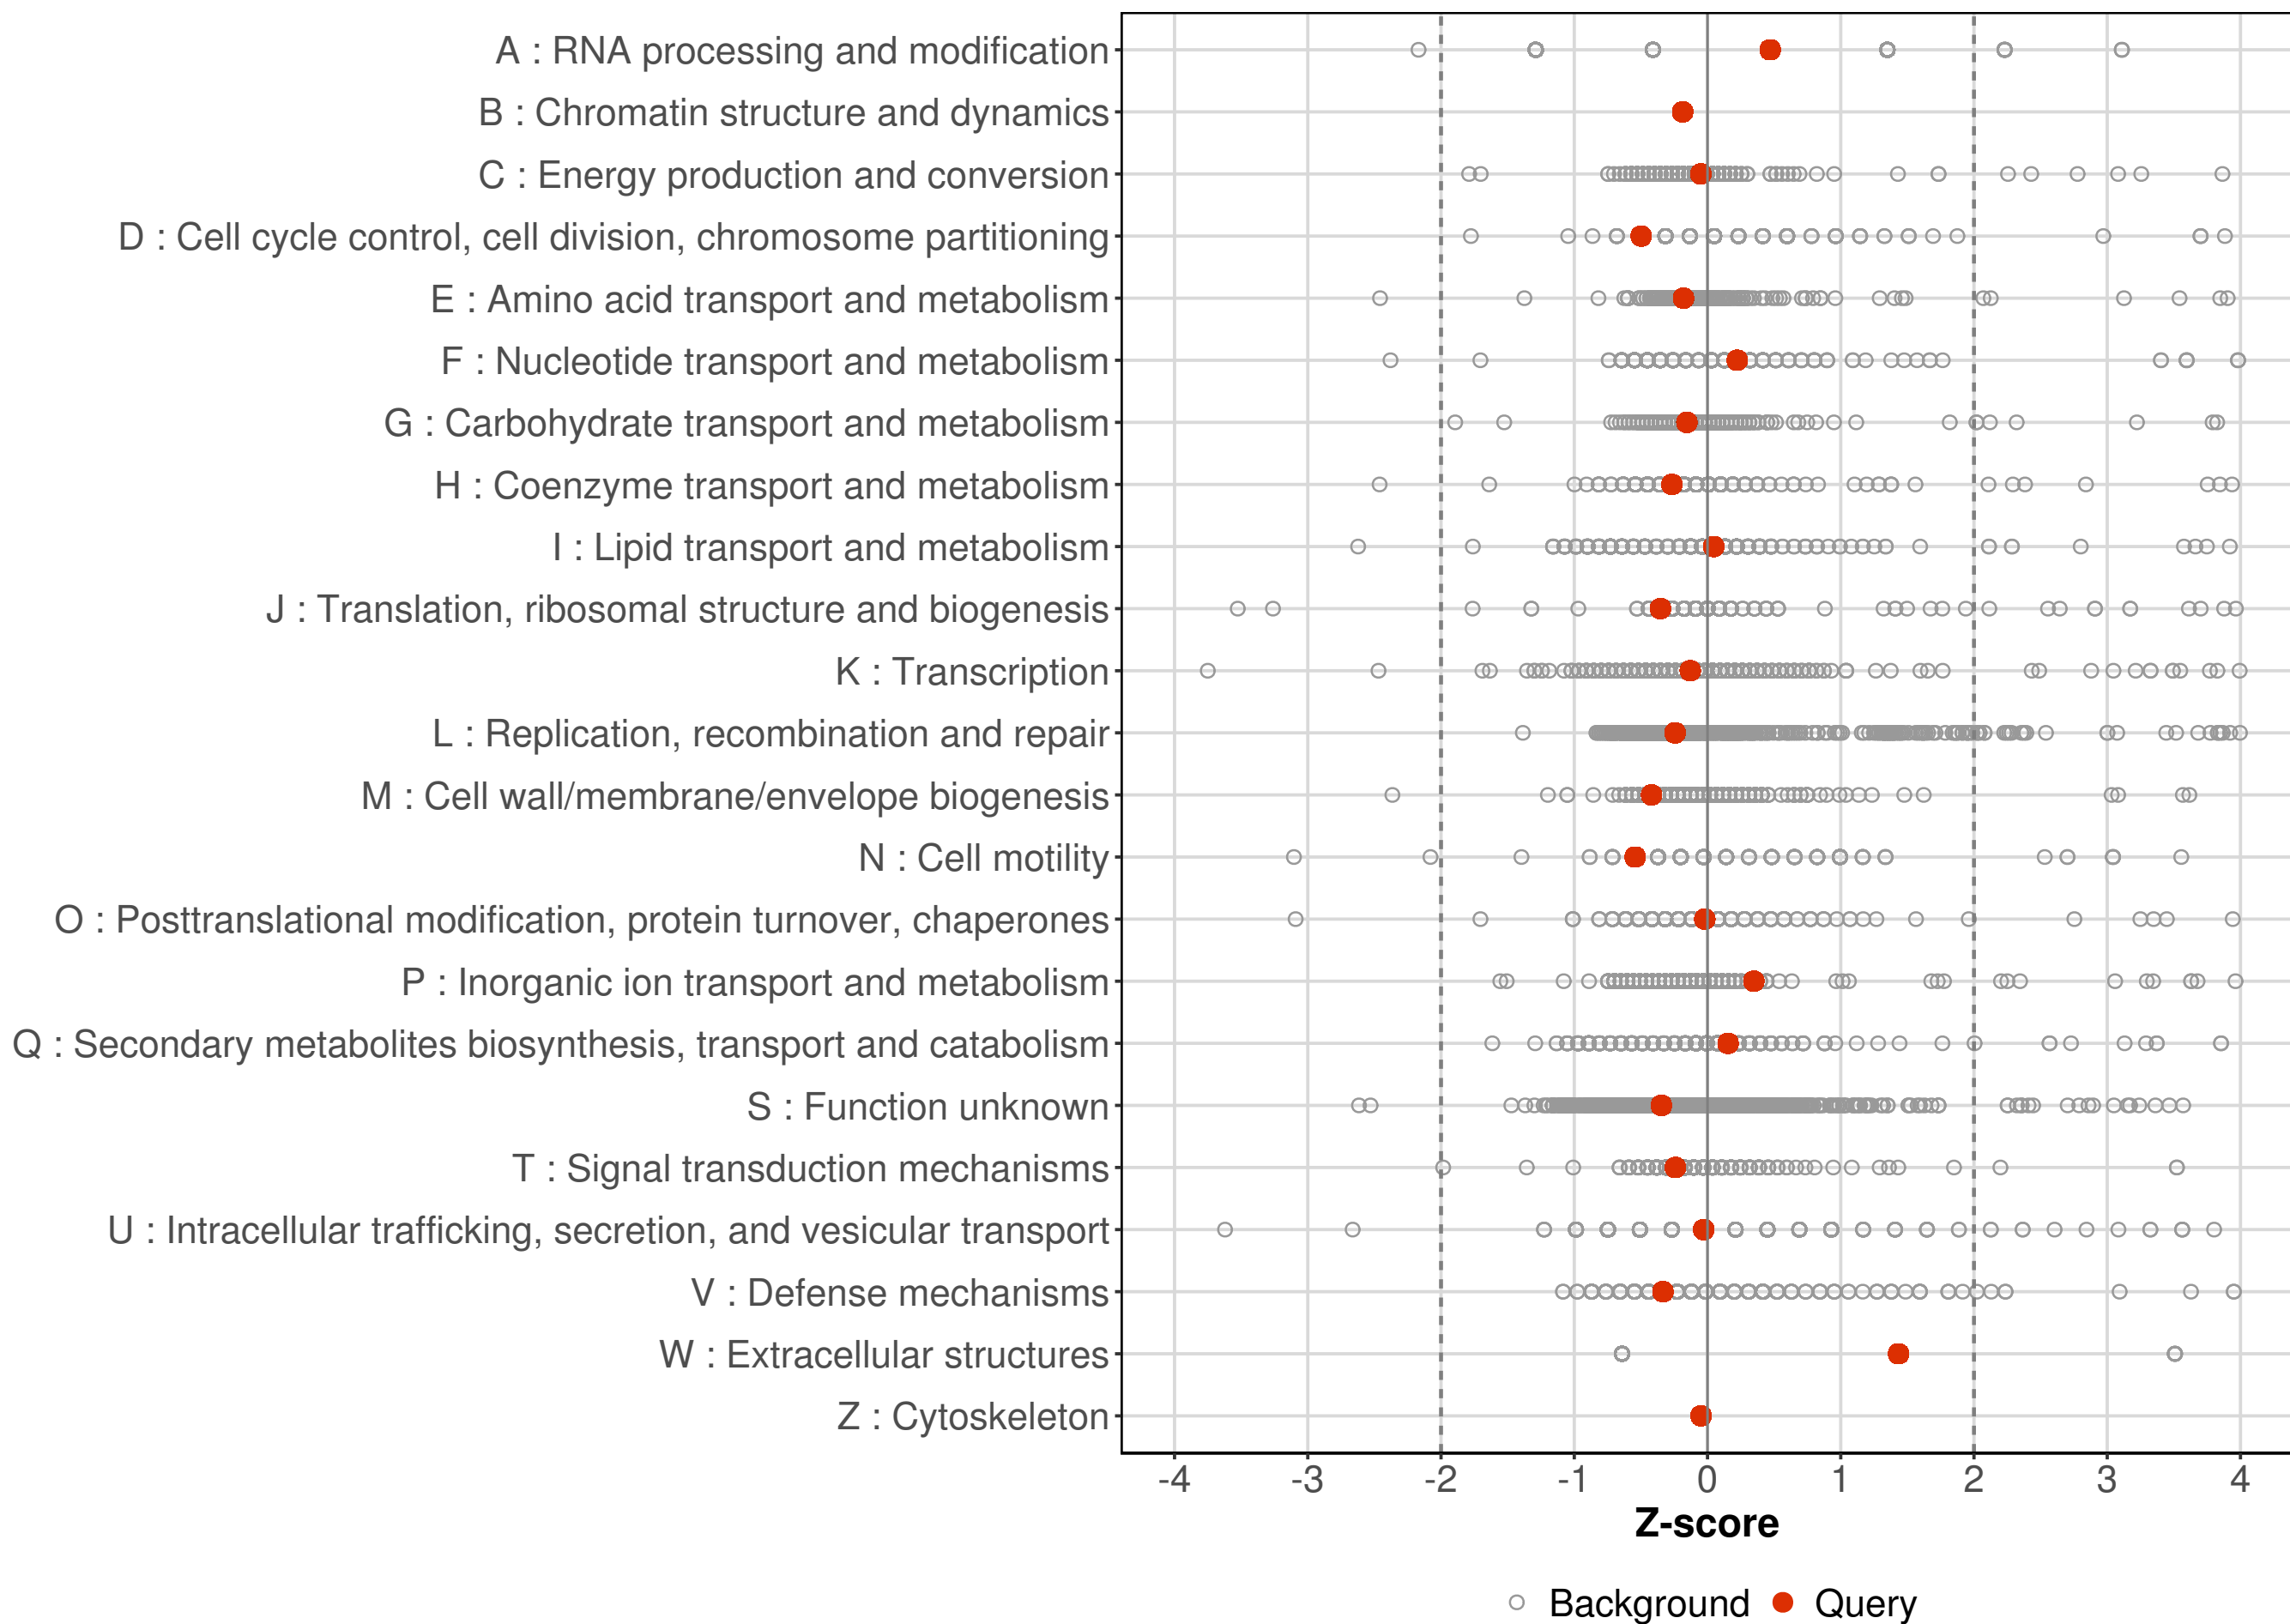 A : RNA processing and modification
B : Chromatin structure and dynamics
C : Energy production and conversion
D : Cell cycle control, cell division, chromosome partitioning
E : Amino acid transport and metabolism
F : Nucleotide transport and metabolism
G : Carbohydrate transport and metabolism
H : Coenzyme transport and metabolism
I : Lipid transport and metabolism
J : Translation, ribosomal structure and biogenesis
K : Transcription
L : Replication, recombination and repair
M : Cell wall/membrane/envelope biogenesis
N : Cell motility
O : Posttranslational modification, protein turnover, chaperones
P : Inorganic ion transport and metabolism
Q : Secondary metabolites biosynthesis, transport and catabolism
S : Function unknown
T : Signal transduction mechanisms
U : Intracellular trafficking, secretion, and vesicular transport
V : Defense mechanisms
W : Extracellular structures
Z : Cytoskeleton
-4 -3 -2 -1 0 1 2 3 4
Z-score
Background Query